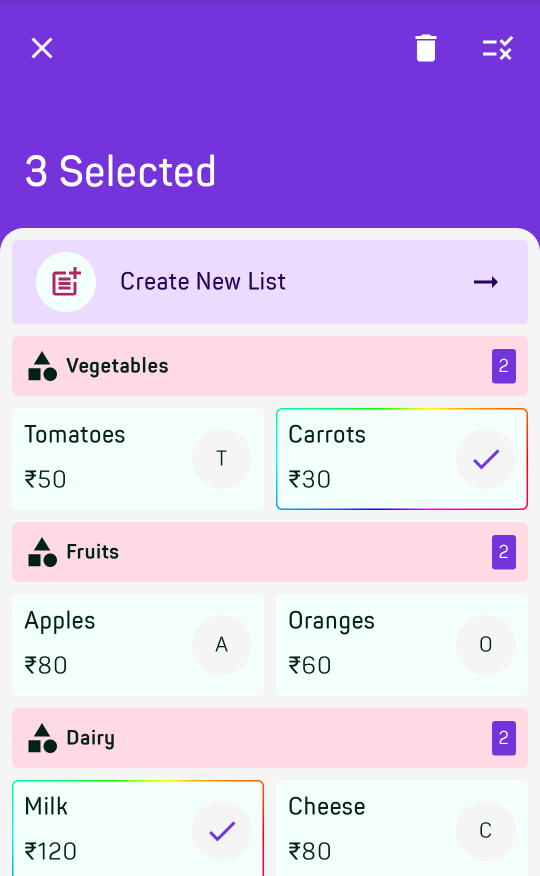 3 Selected
Create New List
Vegetables 2
Tomatoes
₹50
T
Carrots
₹30
Fruits 2
Apples
₹80
A
Oranges
₹60
O
Dairy 2
Milk
₹120
Cheese
₹80
C